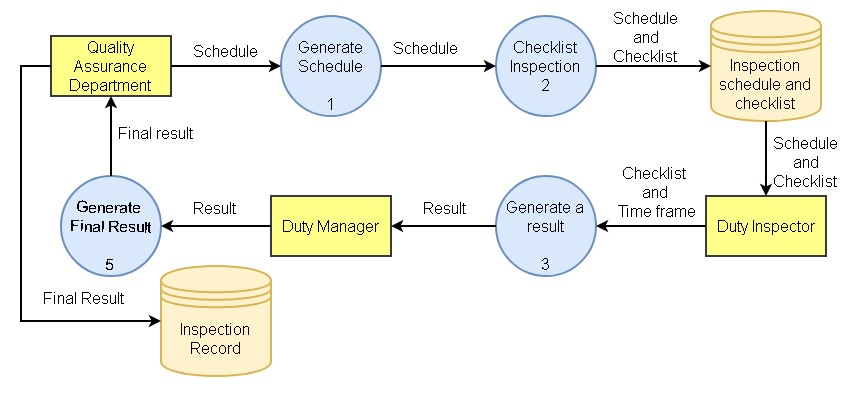 Quality
Assurance
Department
Schedule
Generate
Schedule
1
Schedule
Checklist
Inspection
2
Schedule
and
Checklist
Inspection
schedule and
checklist
Schedule
and
Checklist
Duty Inspector
Checklist
and
Time frame
Generate a
result
3
Result
Duty Manager
Result
Generate
Final Result
5
Final result
Final Result
Inspection
Record